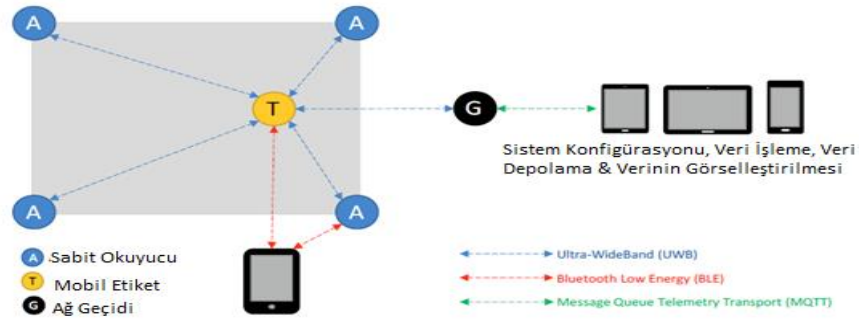 A
A
T
G
Sistem Konfigürasyonu, Veri İşleme, Veri
Depolama & Verinin Görselleştirilmesi
A
A
A Sabit Okuyucu
T Mobil Etiket
G Ağ Geçidi
Ultra-WideBand (UWB)
Bluetooth Low Energy (BLE)
Message Queue Telemetry Transport (MQTT)